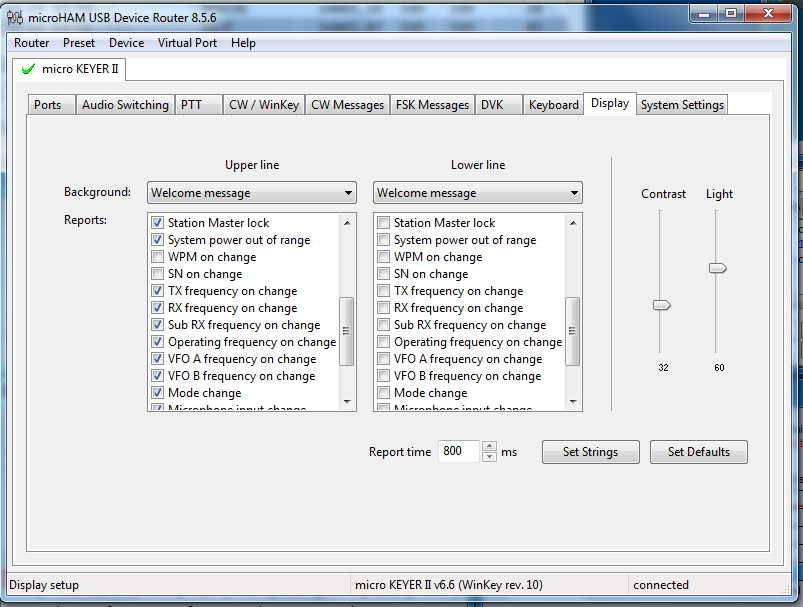 microHAM USB Device Router 8.5.6
Router Preset Device Virtual Port Help
micro KEYER II
Ports Audio Switching PTT CW / WinKey CW Messages FSK Messages DVK Keyboard Display System Settings
Upper line Lower line
Contrast Light
Background: Welcome message Welcome message
Reports:
Station Master lock Station Master lock
System power out of range System power out of range
WPM on change WPM on change
SN on change SN on change
TX frequency on change TX frequency on change
RX frequency on change RX frequency on change
Sub RX frequency on change Sub RX frequency on change
Operating frequency on change Operating frequency on change
VFO A frequency on change VFO A frequency on change
VFO B frequency on change VFO B frequency on change
Mode change Mode change
Microphone input change Microphone input change
32 60
Report time 800 ms Set Strings Set Defaults
Display setup micro KEYER II v6.6 (WinKey rev. 10) connected